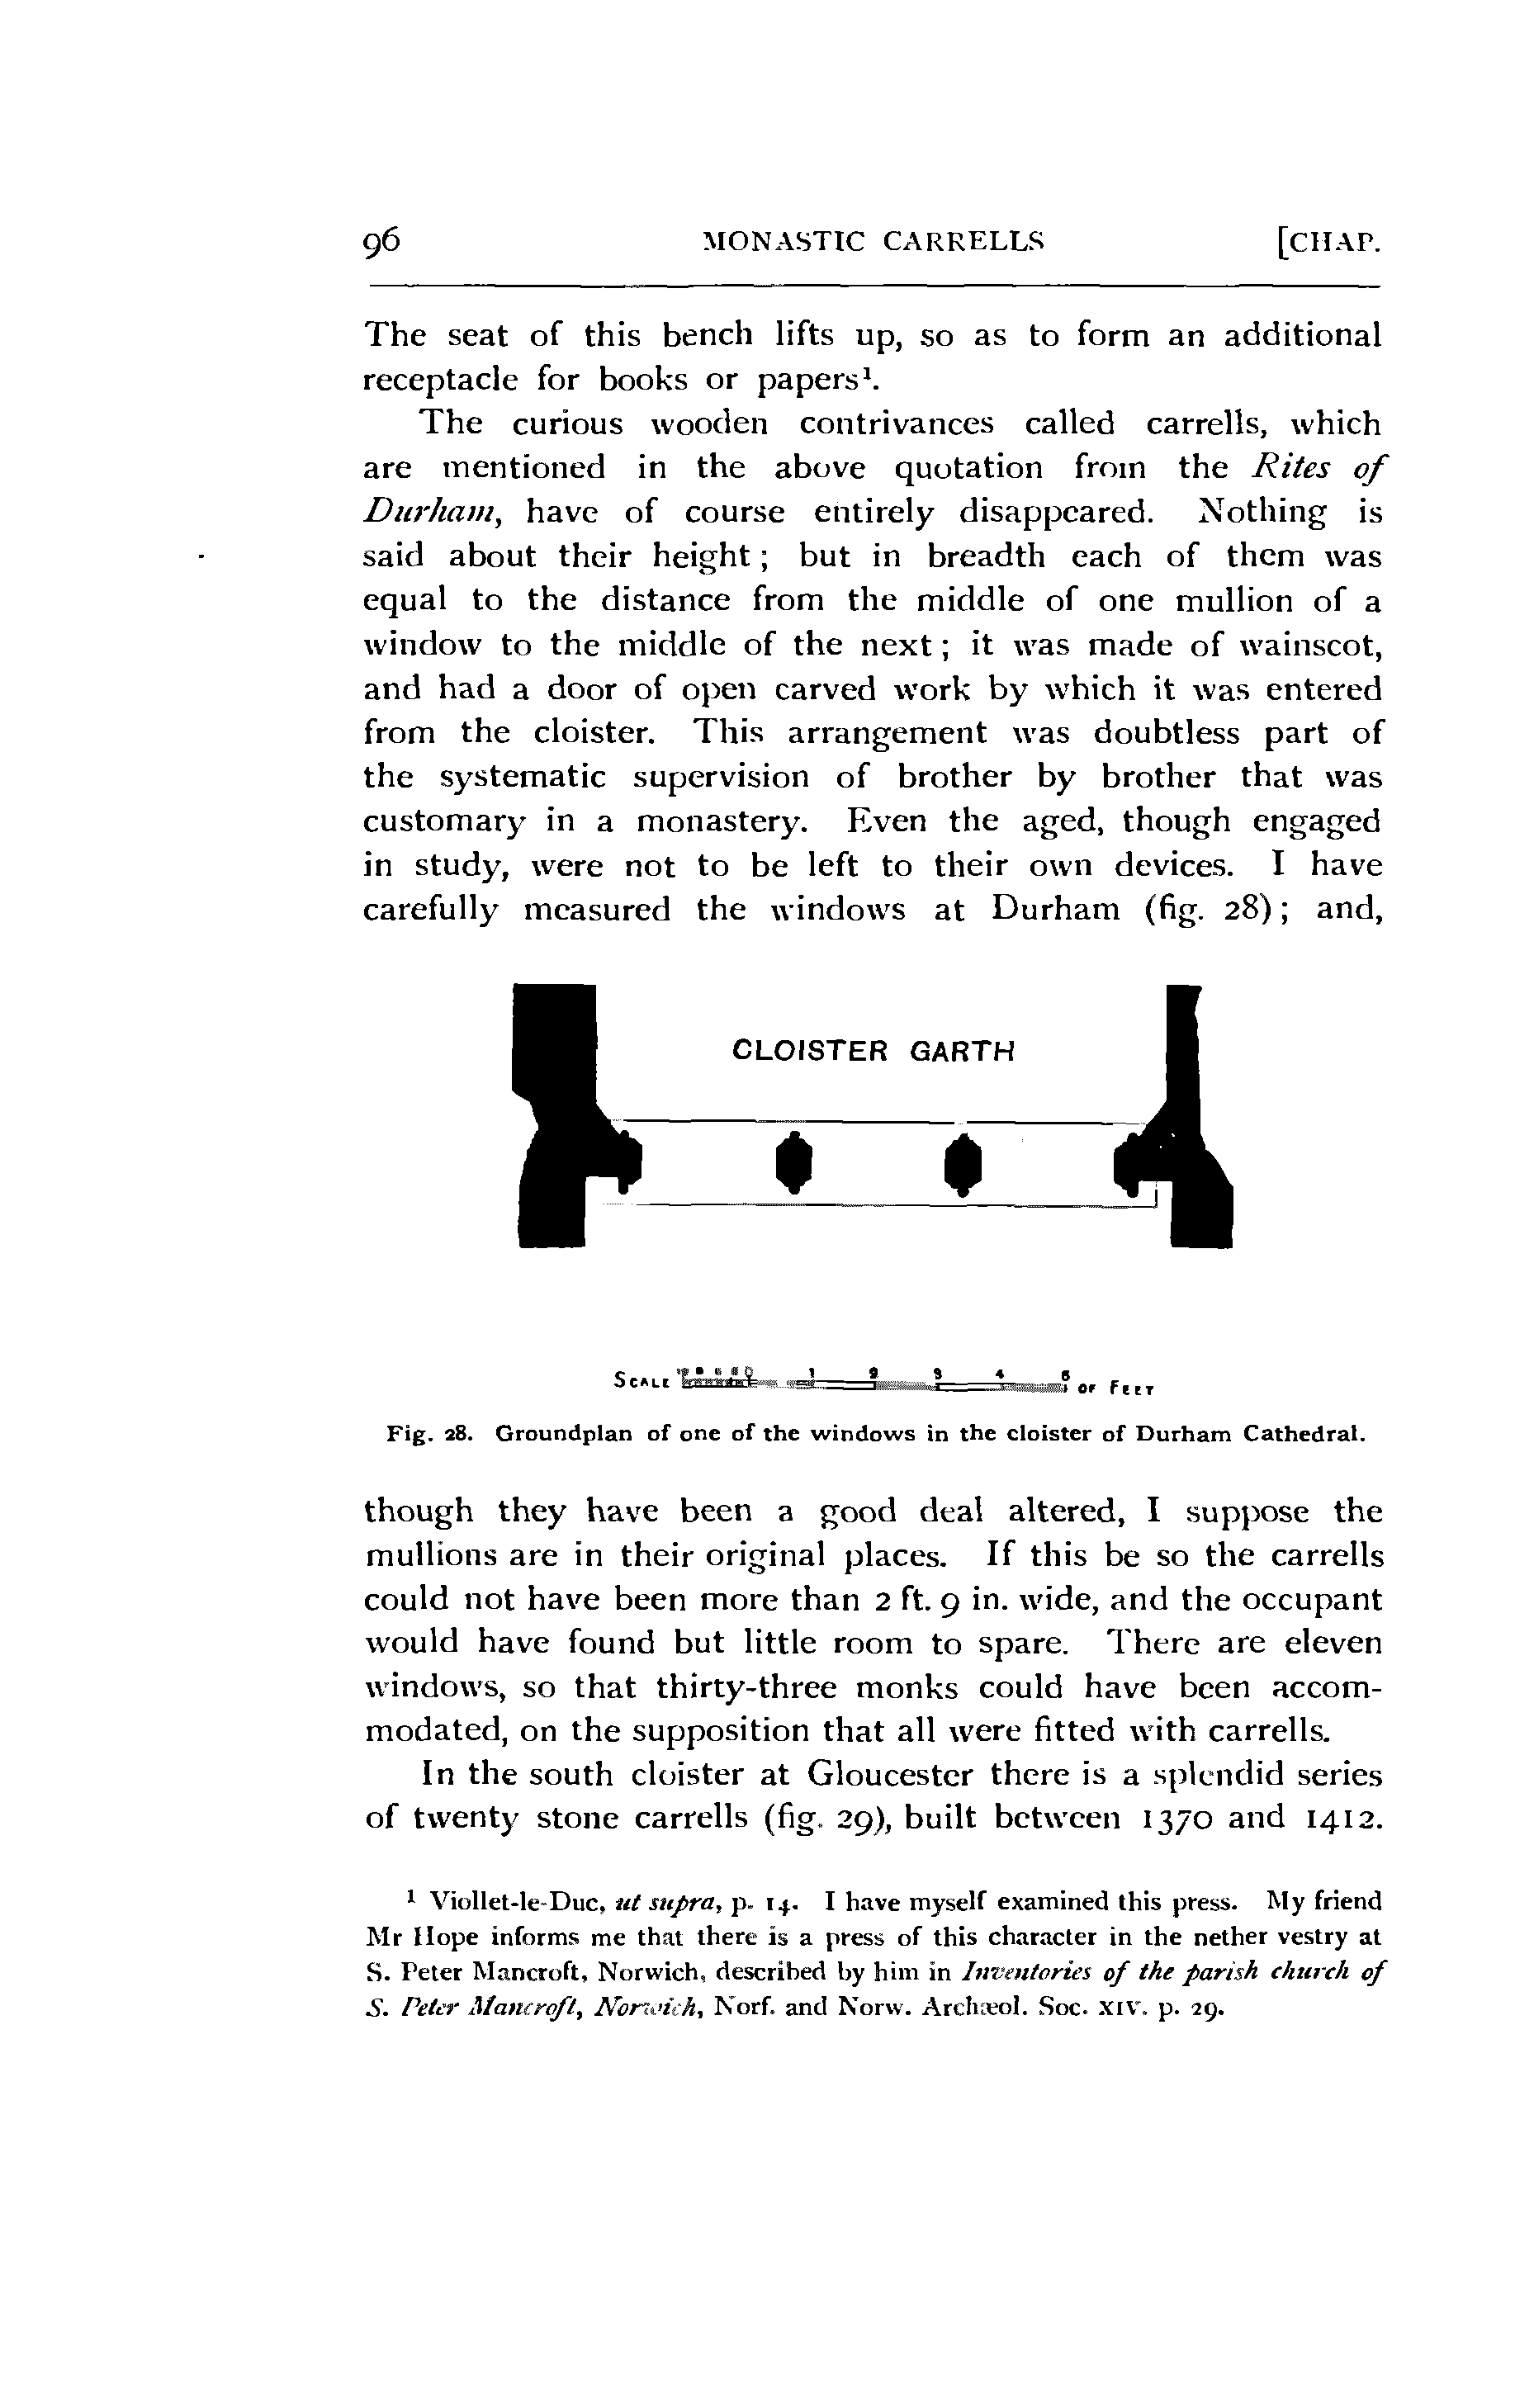 96 MONASTIC CARRELLS [CHAP.
The seat of this bench lifts up, so as to form an additional
receptacle for books or papers¹.
The curious wooden contrivances called carrells, which
are mentioned in the above quotation from the Rites of
Durham, have of course entirely disappeared. Nothing is
said about their height; but in breadth each of them was
equal to the distance from the middle of one mullion of a
window to the middle of the next; it was made of wainscot,
and had a door of open carved work by which it was entered
from the cloister. This arrangement was doubtless part of
the systematic supervision of brother by brother that was
customary in a monastery. Even the aged, though engaged
in study, were not to be left to their own devices. I have
carefully measured the windows at Durham (fig. 28); and,
CLOISTER GARTH
SCALE 0 1 2 3 4 5 OF FEET
Fig. 28. Groundplan of one of the windows in the cloister of Durham Cathedral.
though they have been a good deal altered, I suppose the
mullions are in their original places. If this be so the carrells
could not have been more than 2 ft. 9 in. wide, and the occupant
would have found but little room to spare. There are eleven
windows, so that thirty-three monks could have been accom-
modated, on the supposition that all were fitted with carrells.
In the south cloister at Gloucester there is a splendid series
of twenty stone carrells (fig. 29), built between 1370 and 1412.
¹ Viollet-le-Duc, ut supra, p. 14. I have myself examined this press. My friend
Mr Hope informs me that there is a press of this character in the nether vestry at
S. Peter Mancroft, Norwich, described by him in Inventories of the parish church of
S. Peter Mancroft, Norwich, Norf. and Norw. Archæol. Soc. XIV. p. 29.